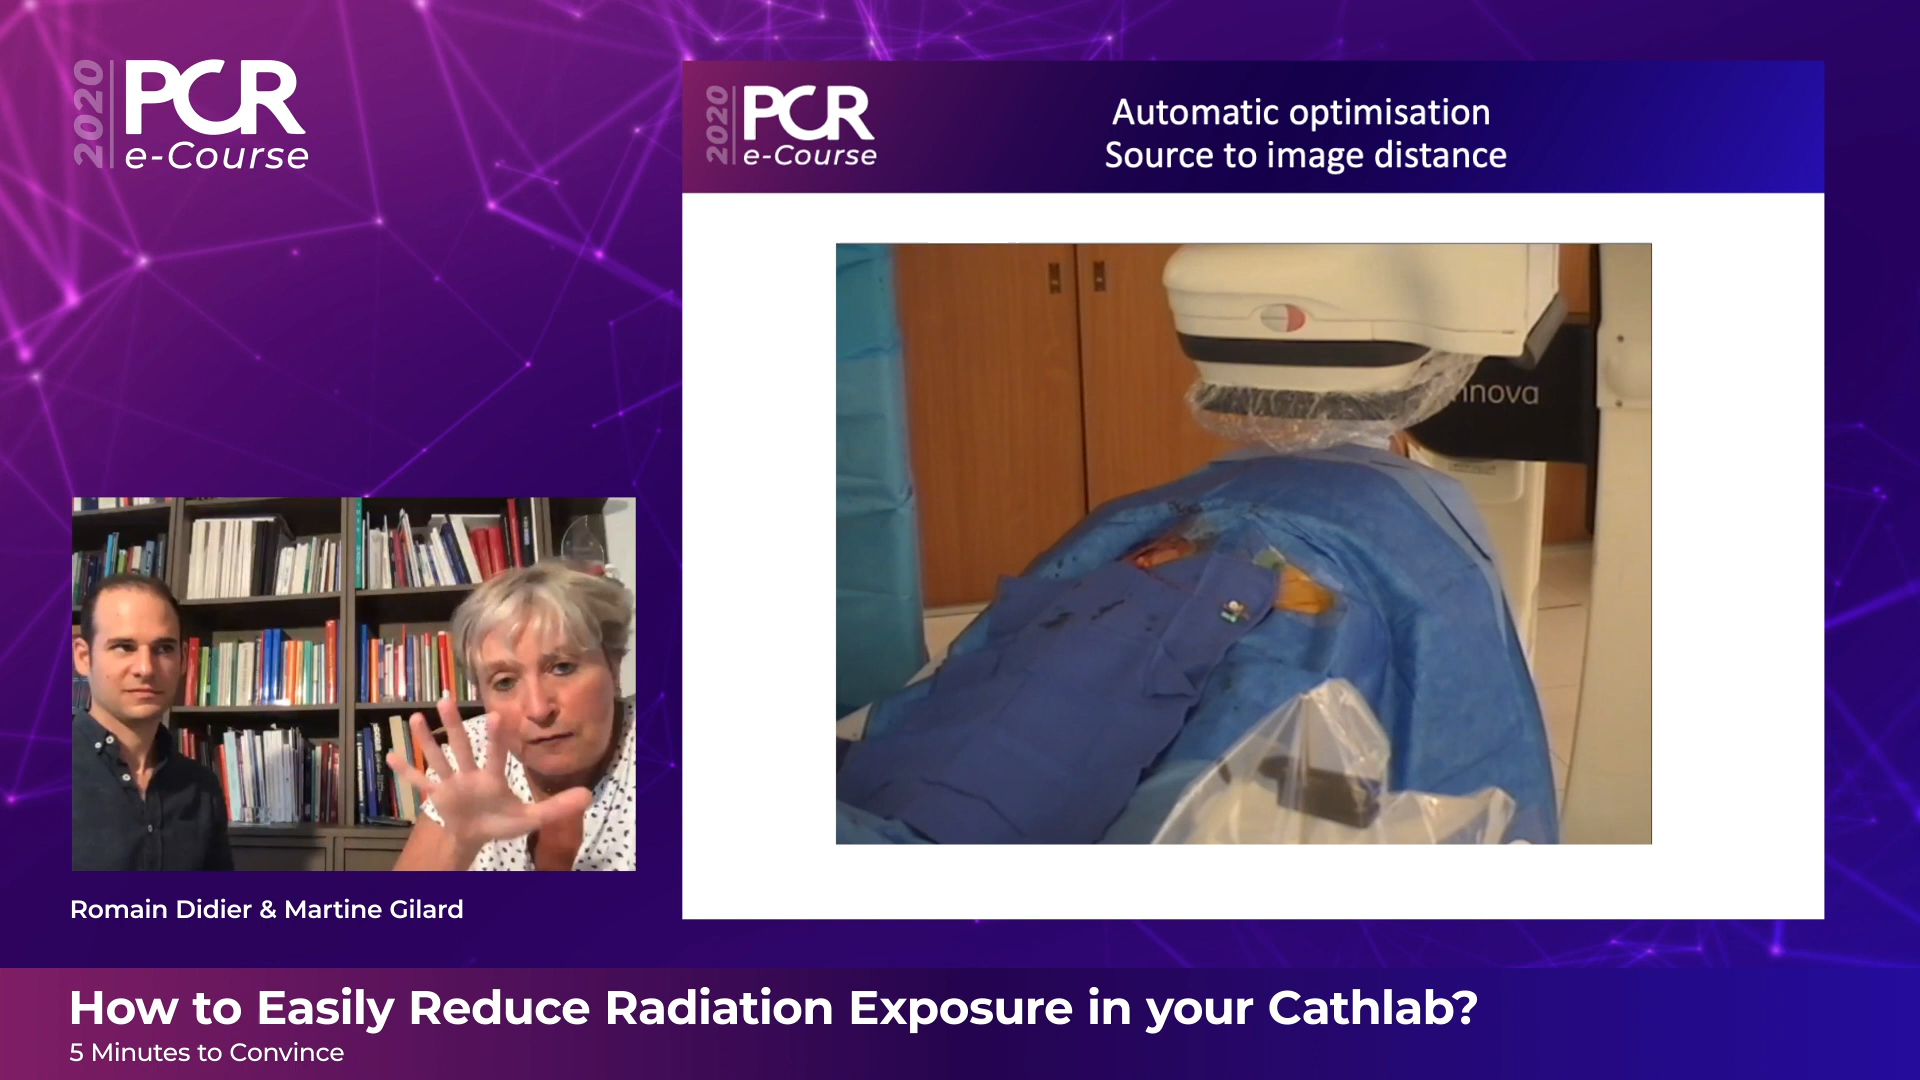 2020
PCR
e-Course
2020
PCR
e-Course
Automatic optimisation
Source to image distance
nnova
Romain Didier & Martine Gilard
How to Easily Reduce Radiation Exposure in your Cathlab?
5 Minutes to Convince